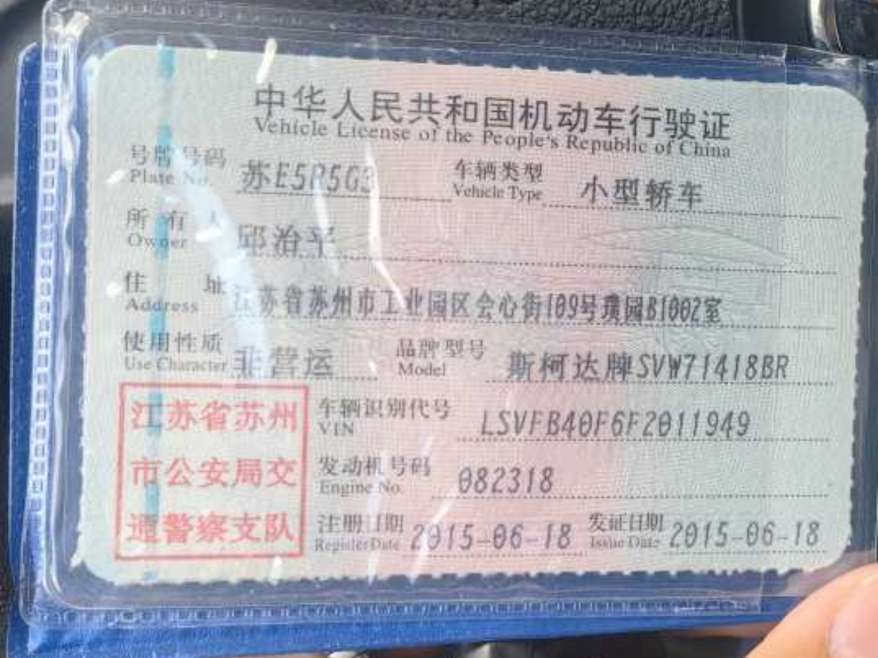 中华人民共和国机动车行驶证
Vehicle License of the People's Republic of China
号牌号码 苏E5R5G3 车辆类型 小型轿车
Plate No. Vehicle Type
所有人 邱治平
Owner
住址 江苏省苏州市工业园区会心街109号璞园B1002室
Address
使用性质 非营运 品牌型号 斯柯达牌SVW71418BR
Use Character Model
江苏省苏州 车辆识别代号 LSVFB40F6F2011949
VIN
市公安局交 发动机号码 082318
Engine No.
通警察支队 注册日期 2015-06-18 发证日期 2015-06-18
Register Date Issue Date